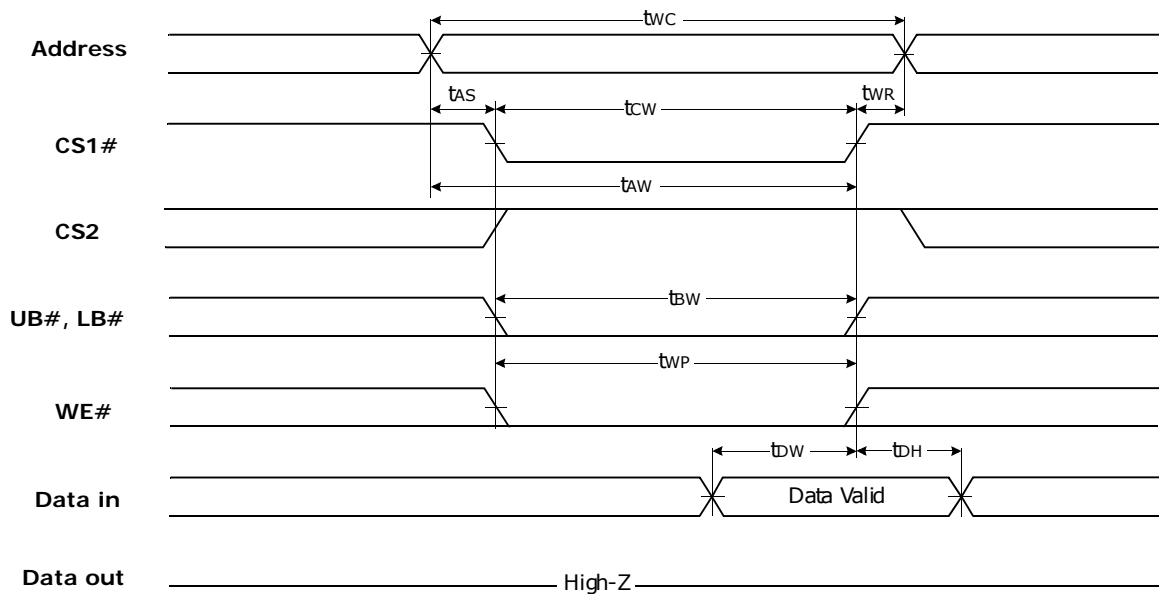 tWC
Address
tAS
tCW
tWR
CS1#
tAW
CS2
tBW
UB#, LB#
tWP
WE#
tDW
tDH
Data in
Data Valid
Data out
High-Z